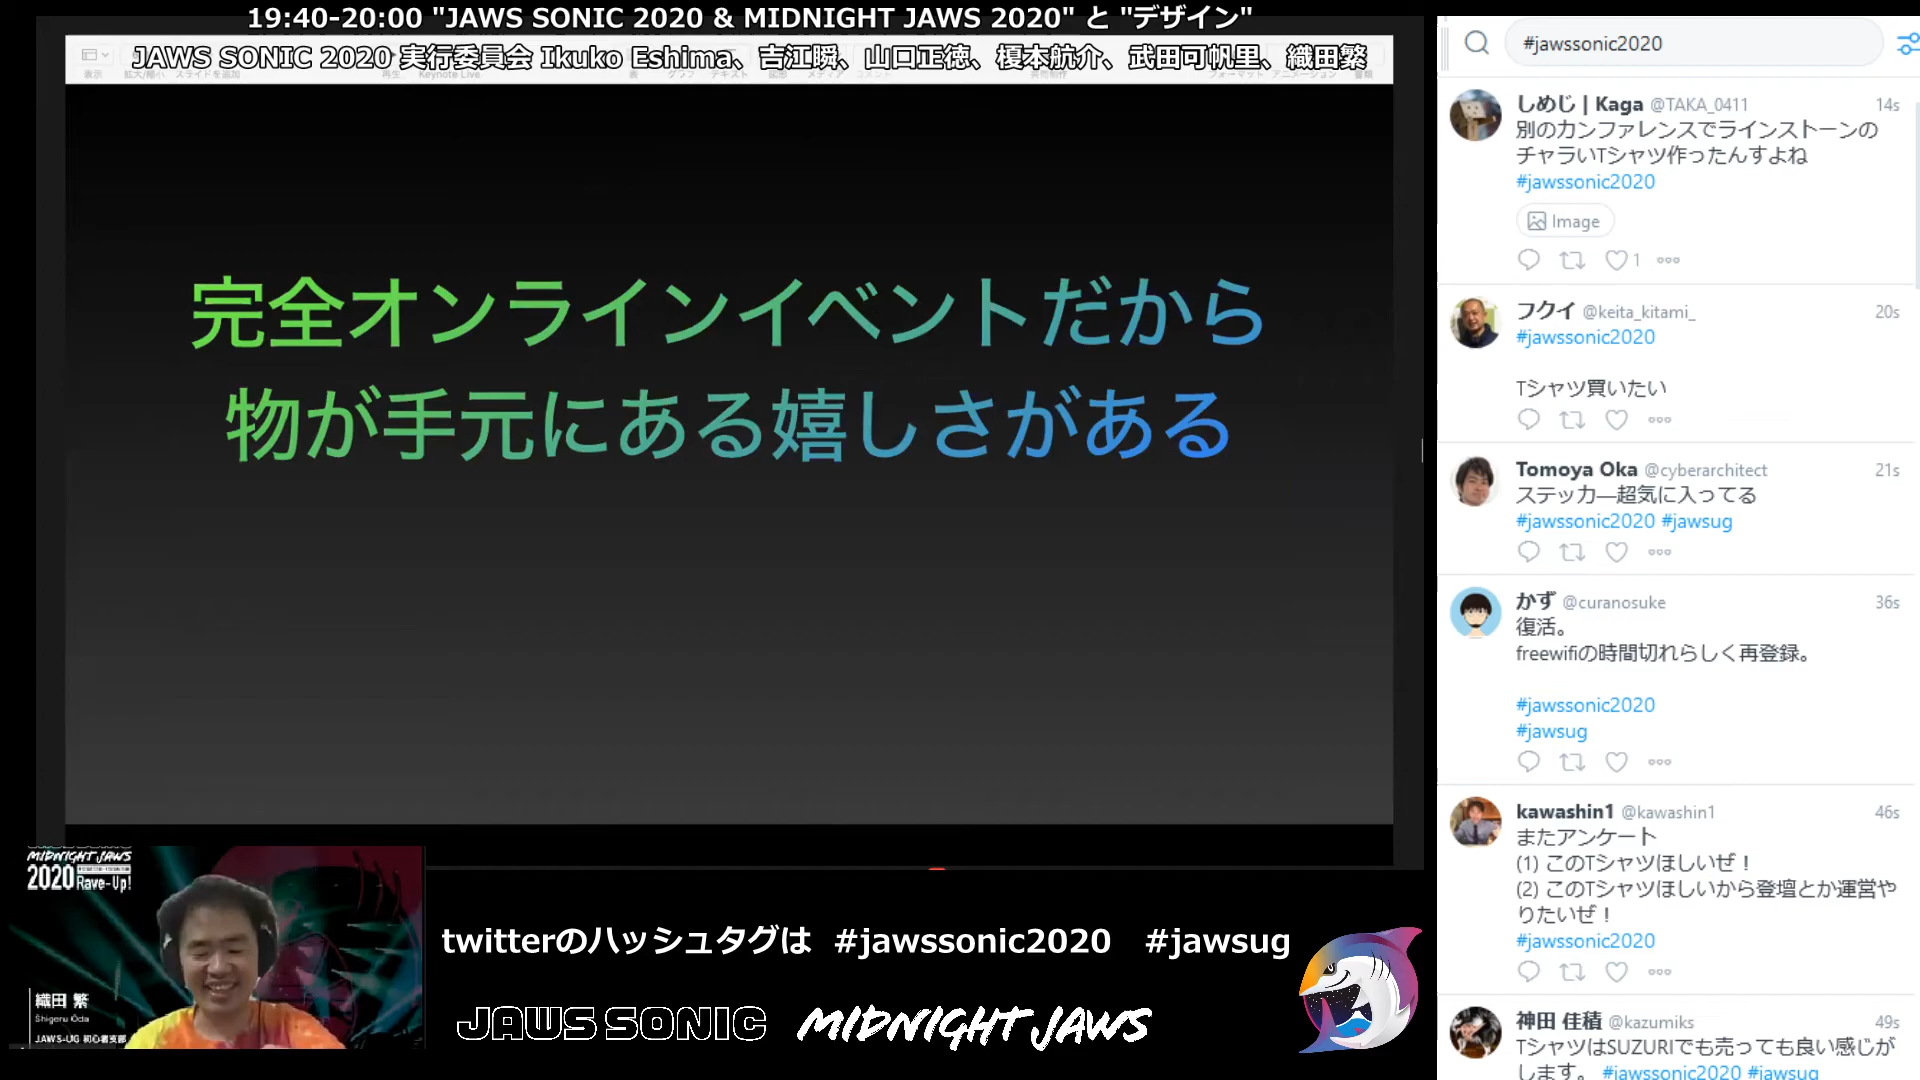 19:40-20:00 "JAWS SONIC 2020 & MIDNIGHT JAWS 2020" と "デザイン"
JAWS SONIC 2020 実行委員会 Ikuko Eshima、吉江瞬、山口正徳、榎本航介、武田可帆里、織田繁
完全オンラインイベントだから
物が手元にある嬉しさがある
MIDNIGHT JAWS
2020 Rave-Up!
織田 繁
Shigeru Oda
JAWS-UG 初心者支部
twitterのハッシュタグは #jawssonic2020 #jawsug
JAWS SONIC MIDNIGHT JAWS
#jawssonic2020
しめじ | Kaga @TAKA_0411 14s
別のカンファレンスでラインストーンの
チャラいTシャツ作ったんすよね
#jawssonic2020
Image
1
フクイ @keita_kitami_ 20s
#jawssonic2020
Tシャツ買いたい
Tomoya Oka @cyberarchitect 21s
ステッカー超気に入ってる
#jawssonic2020 #jawsug
かず @curanosuke 36s
復活。
freewifiの時間切れらしく再登録。
#jawssonic2020
#jawsug
kawashin1 @kawashin1 46s
またアンケート
(1) このTシャツほしいぜ！
(2) このTシャツほしいから登壇とか運営や
りたいぜ！
#jawssonic2020
神田 佳積 @kazumiks 49s
TシャツはSUZURIでも売っても良い感じが
します。 #jawssonic2020 #jawsug